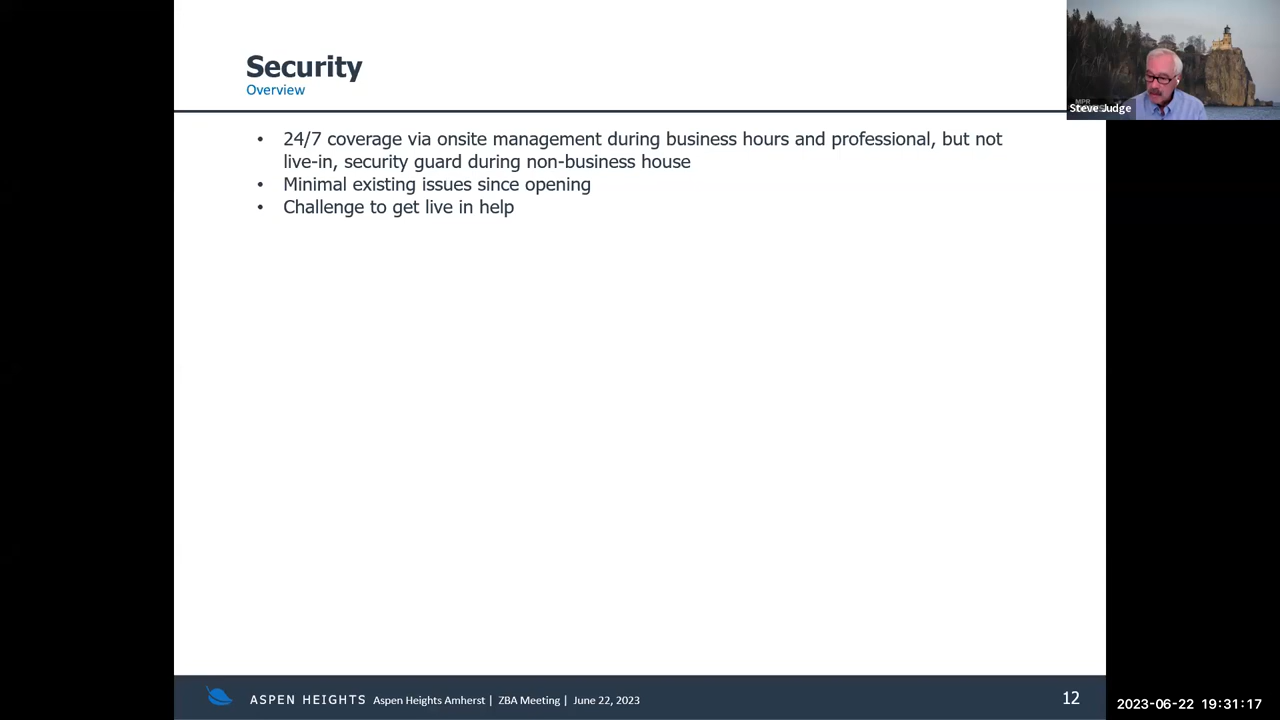 Security
Overview
• 24/7 coverage via onsite management during business hours and professional, but not
live-in, security guard during non-business house
• Minimal existing issues since opening
• Challenge to get live in help
MPR
Steve Judge
ASPEN HEIGHTS Aspen Heights Amherst | ZBA Meeting | June 22, 2023
12
2023-06-22 19:31:17